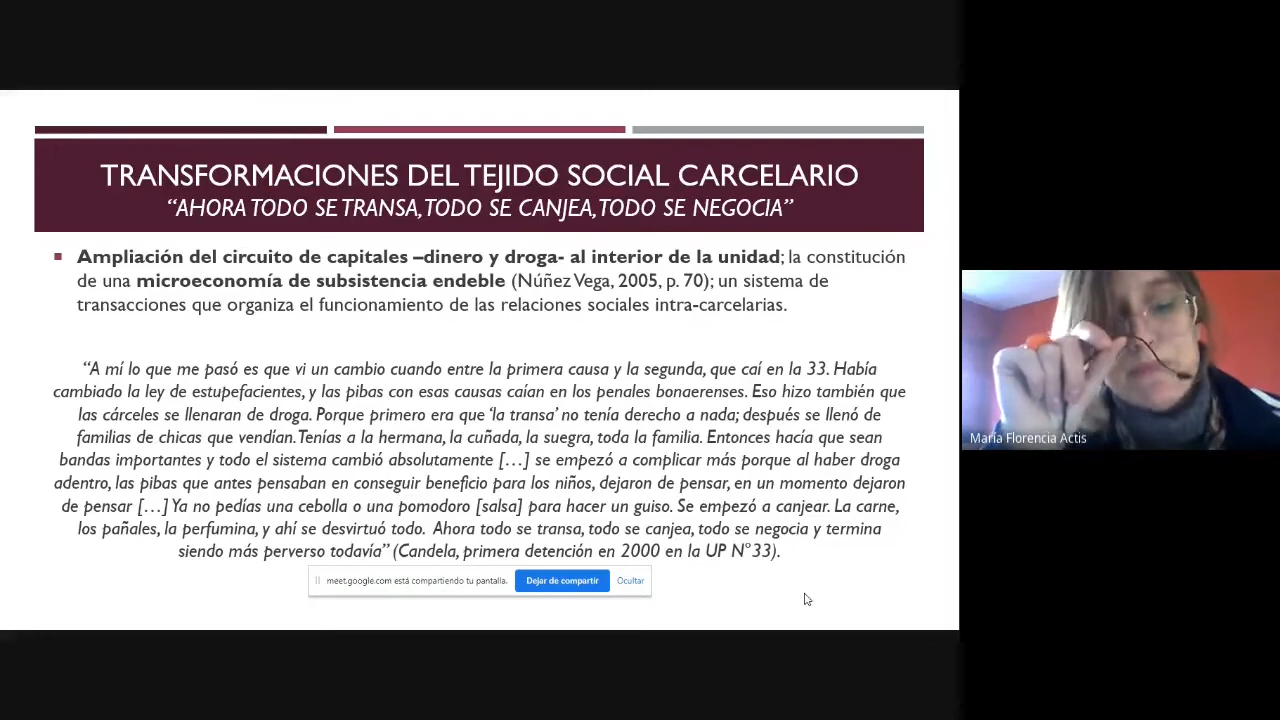 TRANSFORMACIONES DEL TEJIDO SOCIAL CARCELARIO
“AHORA TODO SE TRANSA, TODO SE CANJEA, TODO SE NEGOCIA”
Ampliación del circuito de capitales –dinero y droga- al interior de la unidad; la constitución
de una microeconomía de subsistencia endeble (Núñez Vega, 2005, p. 70); un sistema de
transacciones que organiza el funcionamiento de las relaciones sociales intra-carcelarias.
“A mí lo que me pasó es que vi un cambio cuando entre la primera causa y la segunda, que caí en la 33. Había
cambiado la ley de estupefacientes, y las pibas con esas causas caían en los penales bonaerenses. Eso hizo también que
las cárceles se llenaran de droga. Porque primero era que ‘la transa’ no tenía derecho a nada; después se llenó de
familias de chicas que vendían. Tenías a la hermana, la cuñada, la suegra, toda la familia. Entonces hacía que sean
bandas importantes y todo el sistema cambió absolutamente […] se empezó a complicar más porque al haber droga
adentro, las pibas que antes pensaban en conseguir beneficio para los niños, dejaron de pensar, en un momento dejaron
de pensar […] Ya no pedías una cebolla o una pomodoro [salsa] para hacer un guiso. Se empezó a canjear. La carne,
los pañales, la perfumina, y ahí se desvirtuó todo. Ahora todo se transa, todo se canjea, todo se negocia y termina
siendo más perverso todavía” (Candela, primera detención en 2000 en la UP N°33).
meet.google.com está compartiendo tu pantalla. Dejar de compartir Ocultar
María Florencia Actis